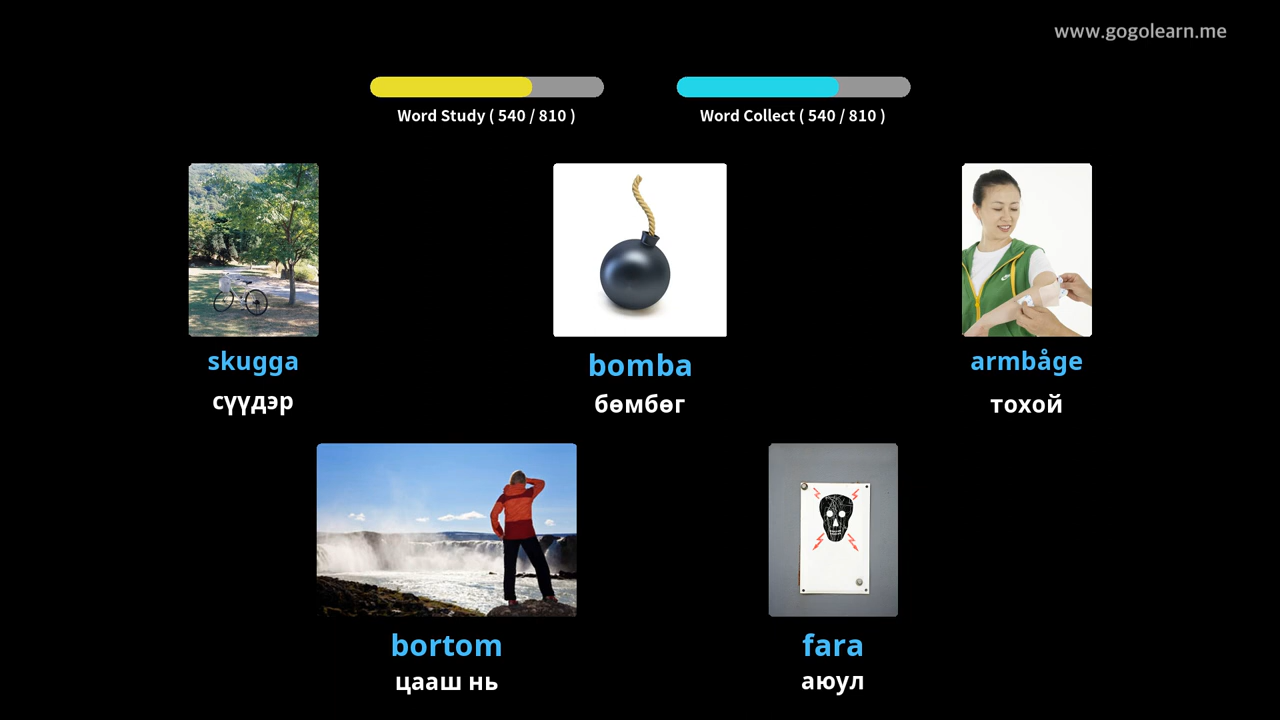 www.gogolearn.me
Word Study ( 540 / 810 )
Word Collect ( 540 / 810 )
skugga
сүүдэр
bomba
бөмбөг
armbåge
тохой
bortom
цааш нь
fara
аюул